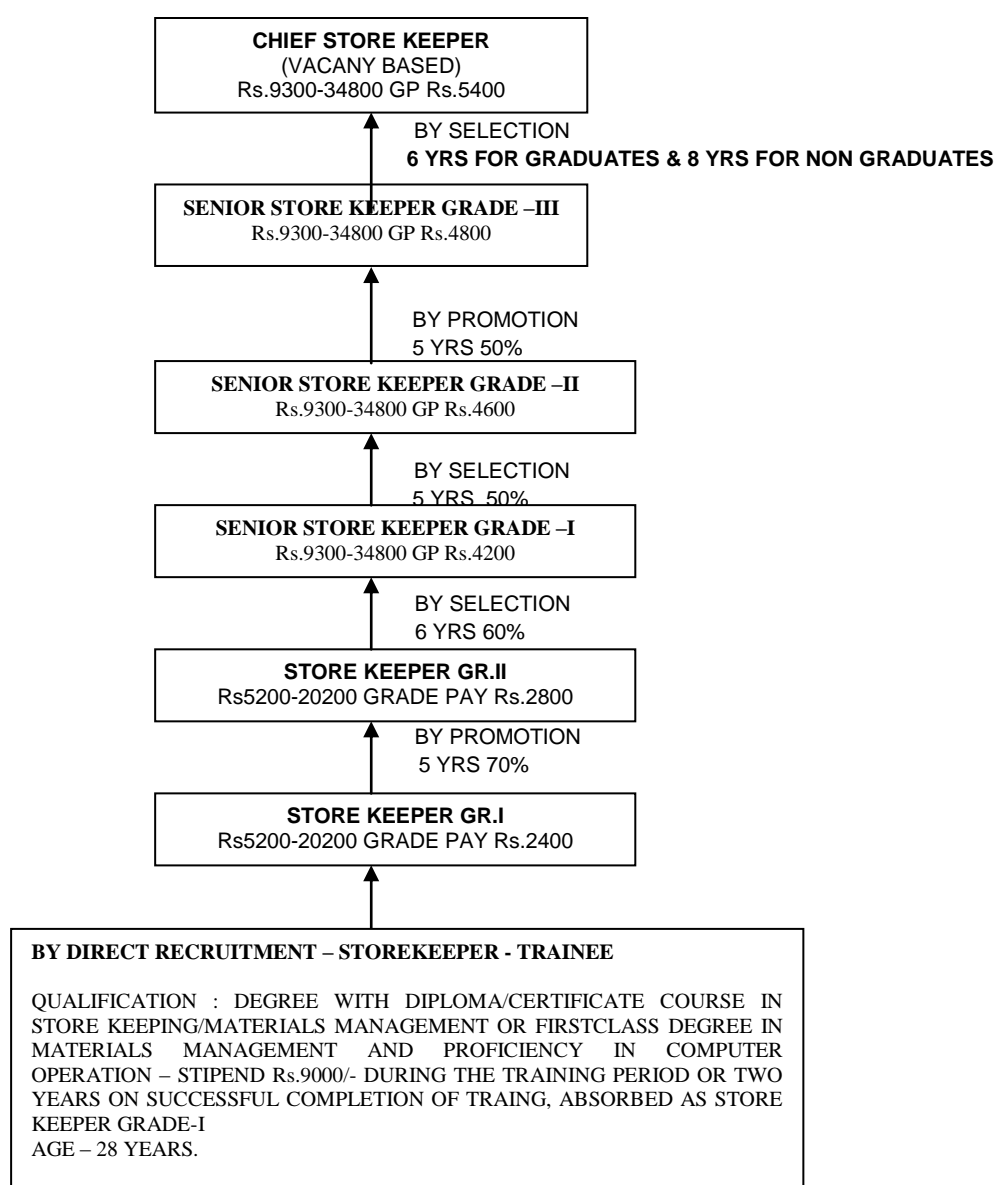 CHIEF STORE KEEPER
(VACANY BASED)
Rs.9300-34800 GP Rs.5400
BY SELECTION
6 YRS FOR GRADUATES & 8 YRS FOR NON GRADUATES
SENIOR STORE KEEPER GRADE –III
Rs.9300-34800 GP Rs.4800
BY PROMOTION
5 YRS 50%
SENIOR STORE KEEPER GRADE –II
Rs.9300-34800 GP Rs.4600
BY SELECTION
5 YRS 50%
SENIOR STORE KEEPER GRADE –I
Rs.9300-34800 GP Rs.4200
BY SELECTION
6 YRS 60%
STORE KEEPER GR.II
Rs5200-20200 GRADE PAY Rs.2800
BY PROMOTION
5 YRS 70%
STORE KEEPER GR.I
Rs5200-20200 GRADE PAY Rs.2400
BY DIRECT RECRUITMENT – STOREKEEPER - TRAINEE
QUALIFICATION : DEGREE WITH DIPLOMA/CERTIFICATE COURSE IN
STORE KEEPING/MATERIALS MANAGEMENT OR FIRSTCLASS DEGREE IN
MATERIALS MANAGEMENT AND PROFICIENCY IN COMPUTER
OPERATION – STIPEND Rs.9000/- DURING THE TRAINING PERIOD OR TWO
YEARS ON SUCCESSFUL COMPLETION OF TRAING, ABSORBED AS STORE
KEEPER GRADE-I
AGE – 28 YEARS.